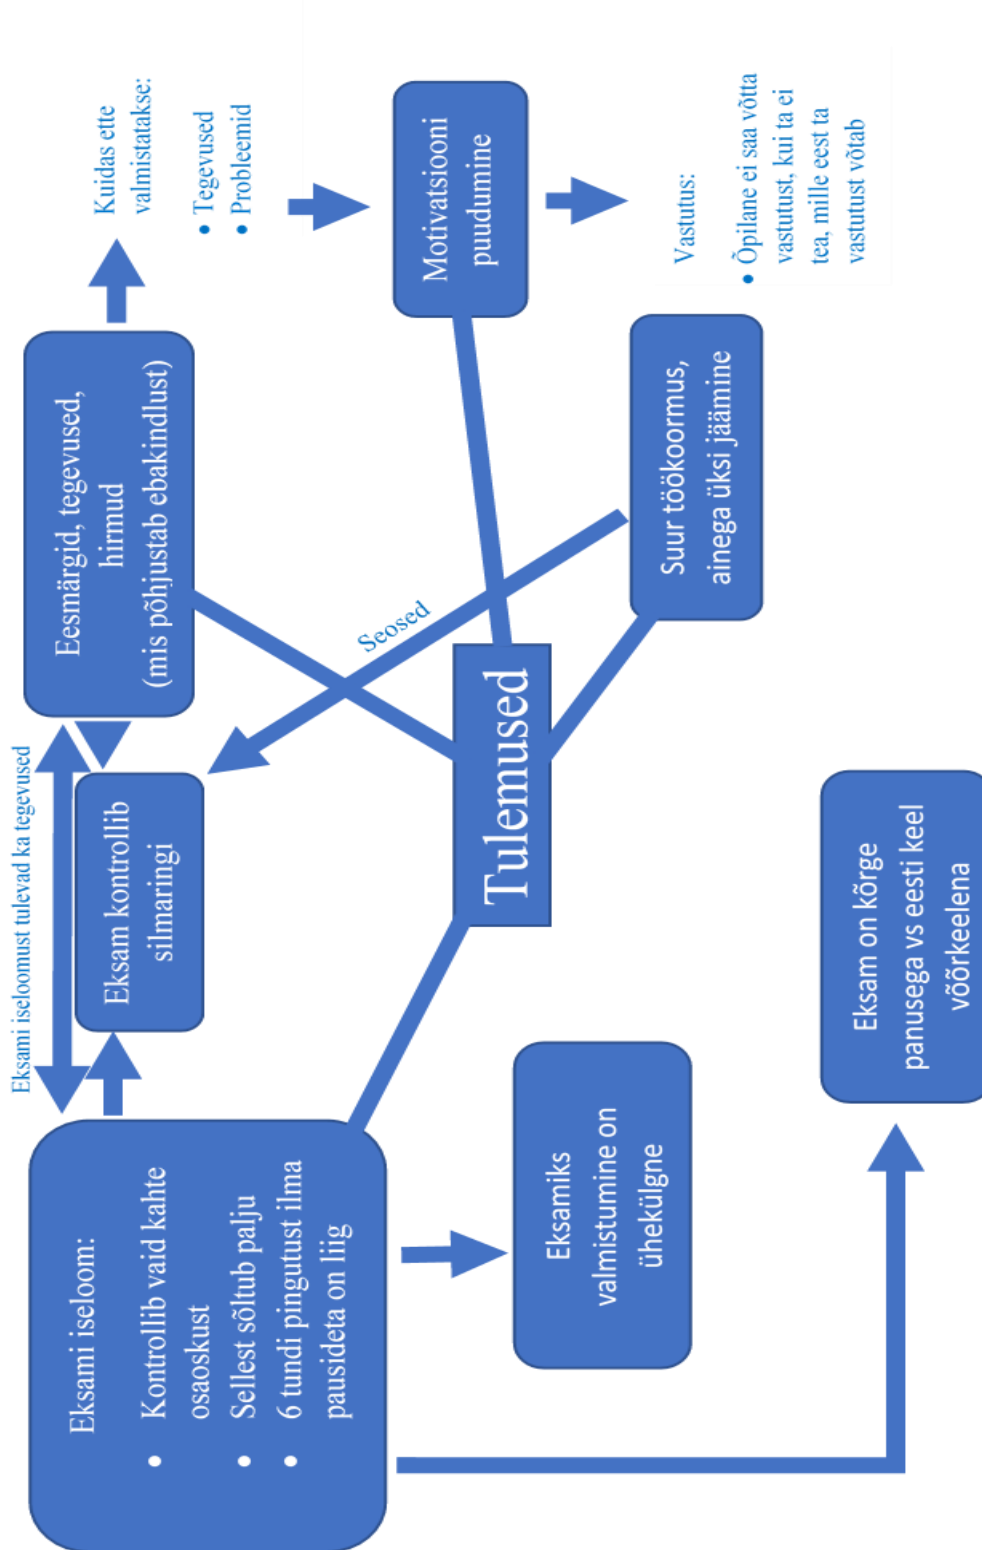 Eksami iseloomust tulevad ka tegevused
Eksami iseloom:
• Kontrollib vaid kahte
osaoskust
• Sellest sõltub palju
• 6 tundi pingutust ilma
pausideta on liig
Eksam kontrollib
silmaringi
Eesmärgid, tegevused,
hirmud
(mis põhjustab ebakindlust)
Kuidas ette
valmistatakse:
• Tegevused
• Probleemid
Seosed
Motivatsiooni
puudumine
Tulemused
Eksamiks
valmistumine on
ühekülgne
Suur töökoormus,
ainega üksi jäämine
Vastutus:
• Õpilane ei saa võtta
vastutust, kui ta ei
tea, mille eest ta
vastutust võtab
Eksam on kõrge
panusega vs eesti keel
võõrkeelena